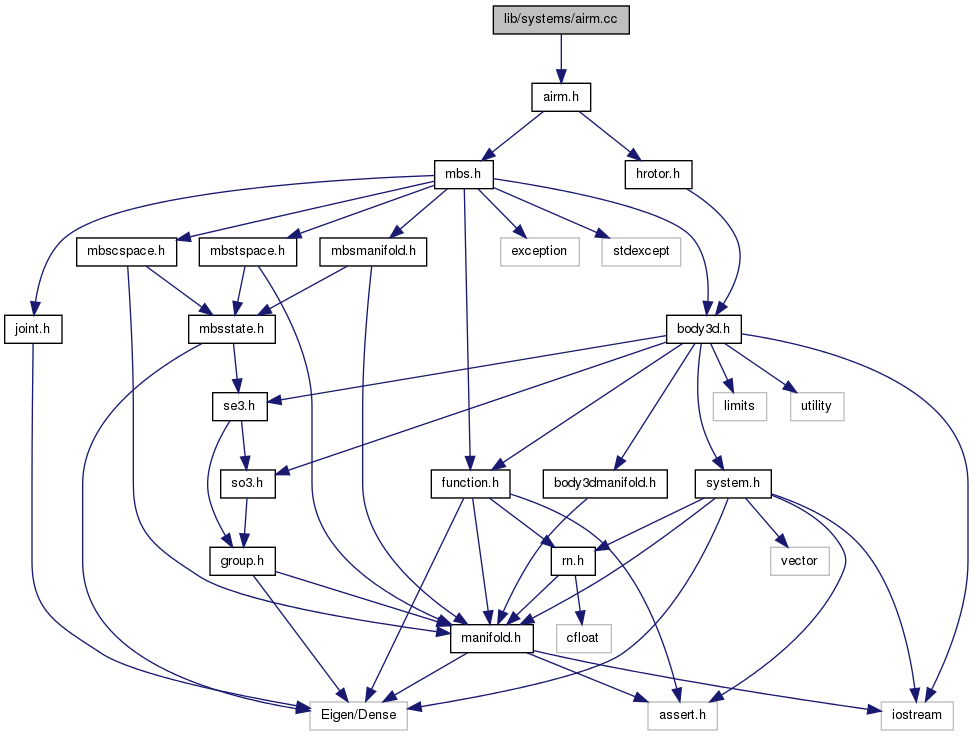 lib/systems/airm.cc
airm.h
mbs.h
hrotor.h
mbscspace.h
mbstspace.h
mbsmanifold.h
exception
stdexcept
joint.h
mbsstate.h
body3d.h
se3.h
limits
utility
so3.h
function.h
body3dmanifold.h
system.h
group.h
rn.h
vector
manifold.h
cfloat
Eigen/Dense
assert.h
iostream